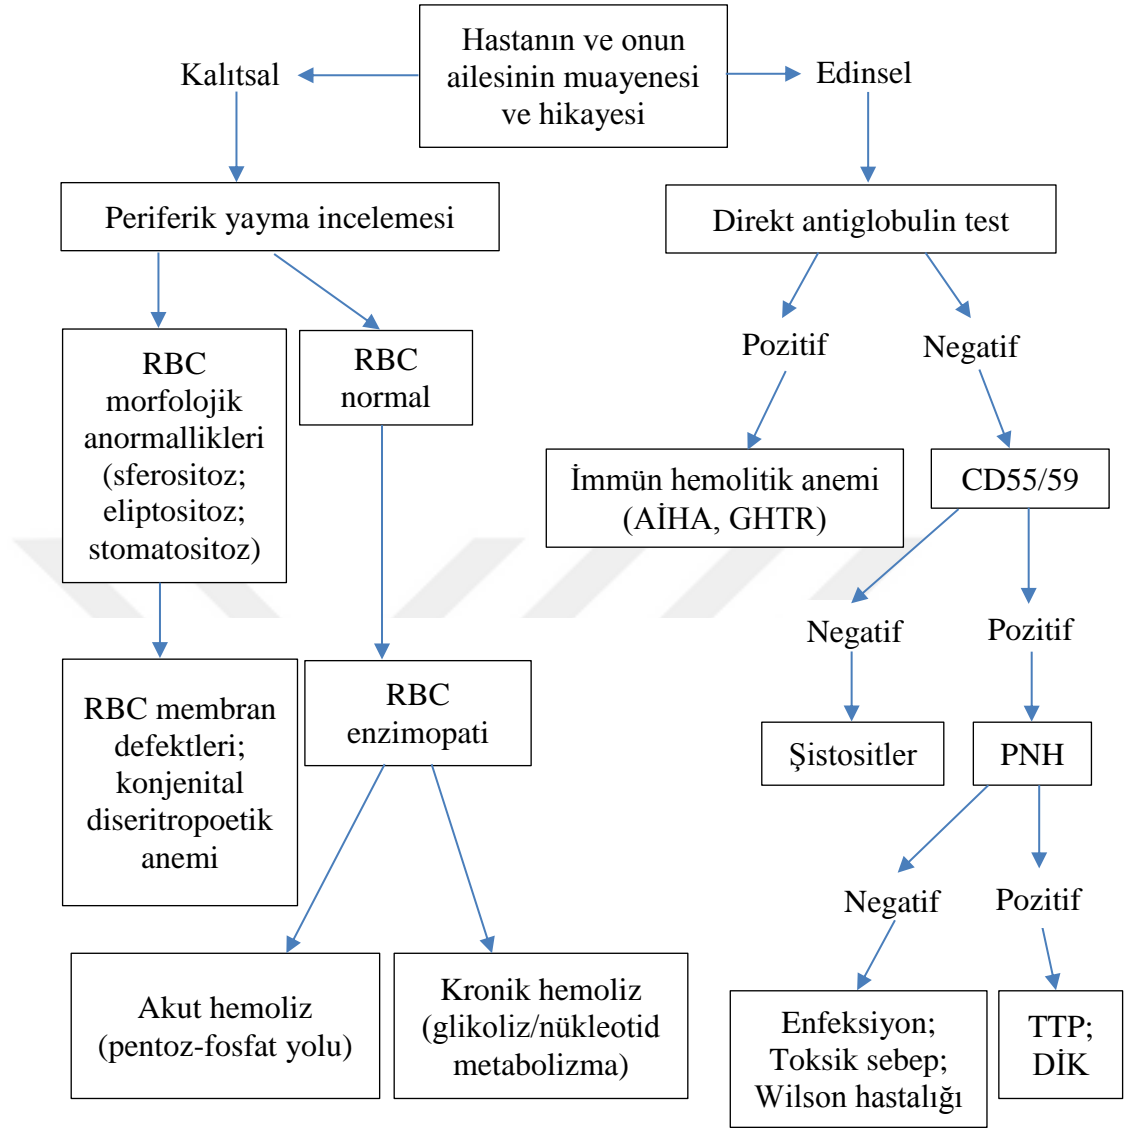 Hastanın ve onun
ailesinin muayenesi
ve hikayesi
Kalıtsal
Edinsel
Periferik yayma incelemesi
Direkt antiglobulin test
RBC
morfolojik
anormallikleri
(sferositoz;
eliptositoz;
stomatositoz)
RBC
normal
Pozitif
Negatif
İmmün hemolitik anemi
(AİHA, GHTR)
CD55/59
Negatif
Pozitif
RBC membran
defektleri;
konjenital
diseritropoetik
anemi
RBC
enzimopati
Şistositler
PNH
Negatif
Pozitif
Akut hemoliz
(pentoz-fosfat yolu)
Kronik hemoliz
(glikoliz/nükleotid
metabolizma)
Enfeksiyon;
Toksik sebep;
Wilson hastalığı
TTP;
DİK